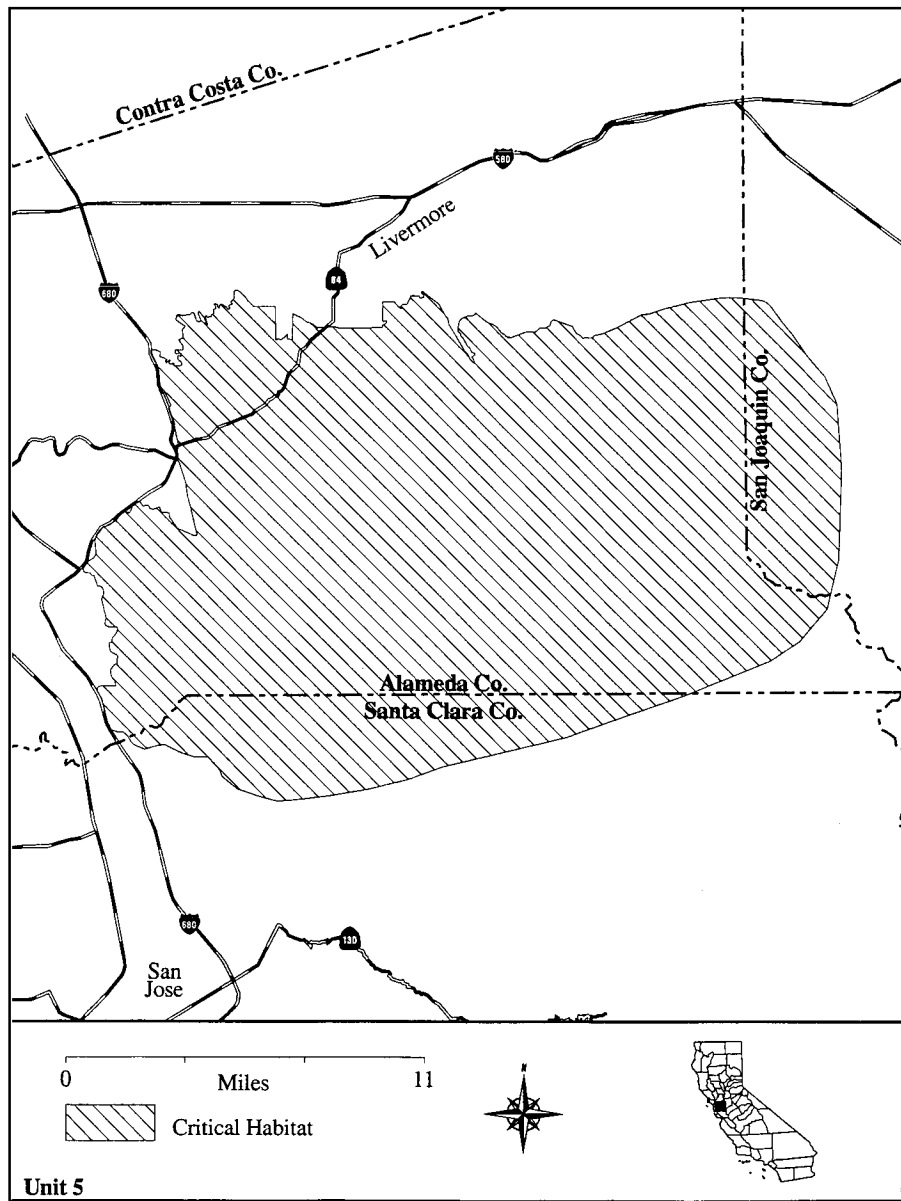 Contra Costa Co.
580
Livermore
84
680
San Joaquin Co.
Alameda Co.
Santa Clara Co.
680
130
San
Jose
N
0
11
Miles
Critical Habitat
Unit 5